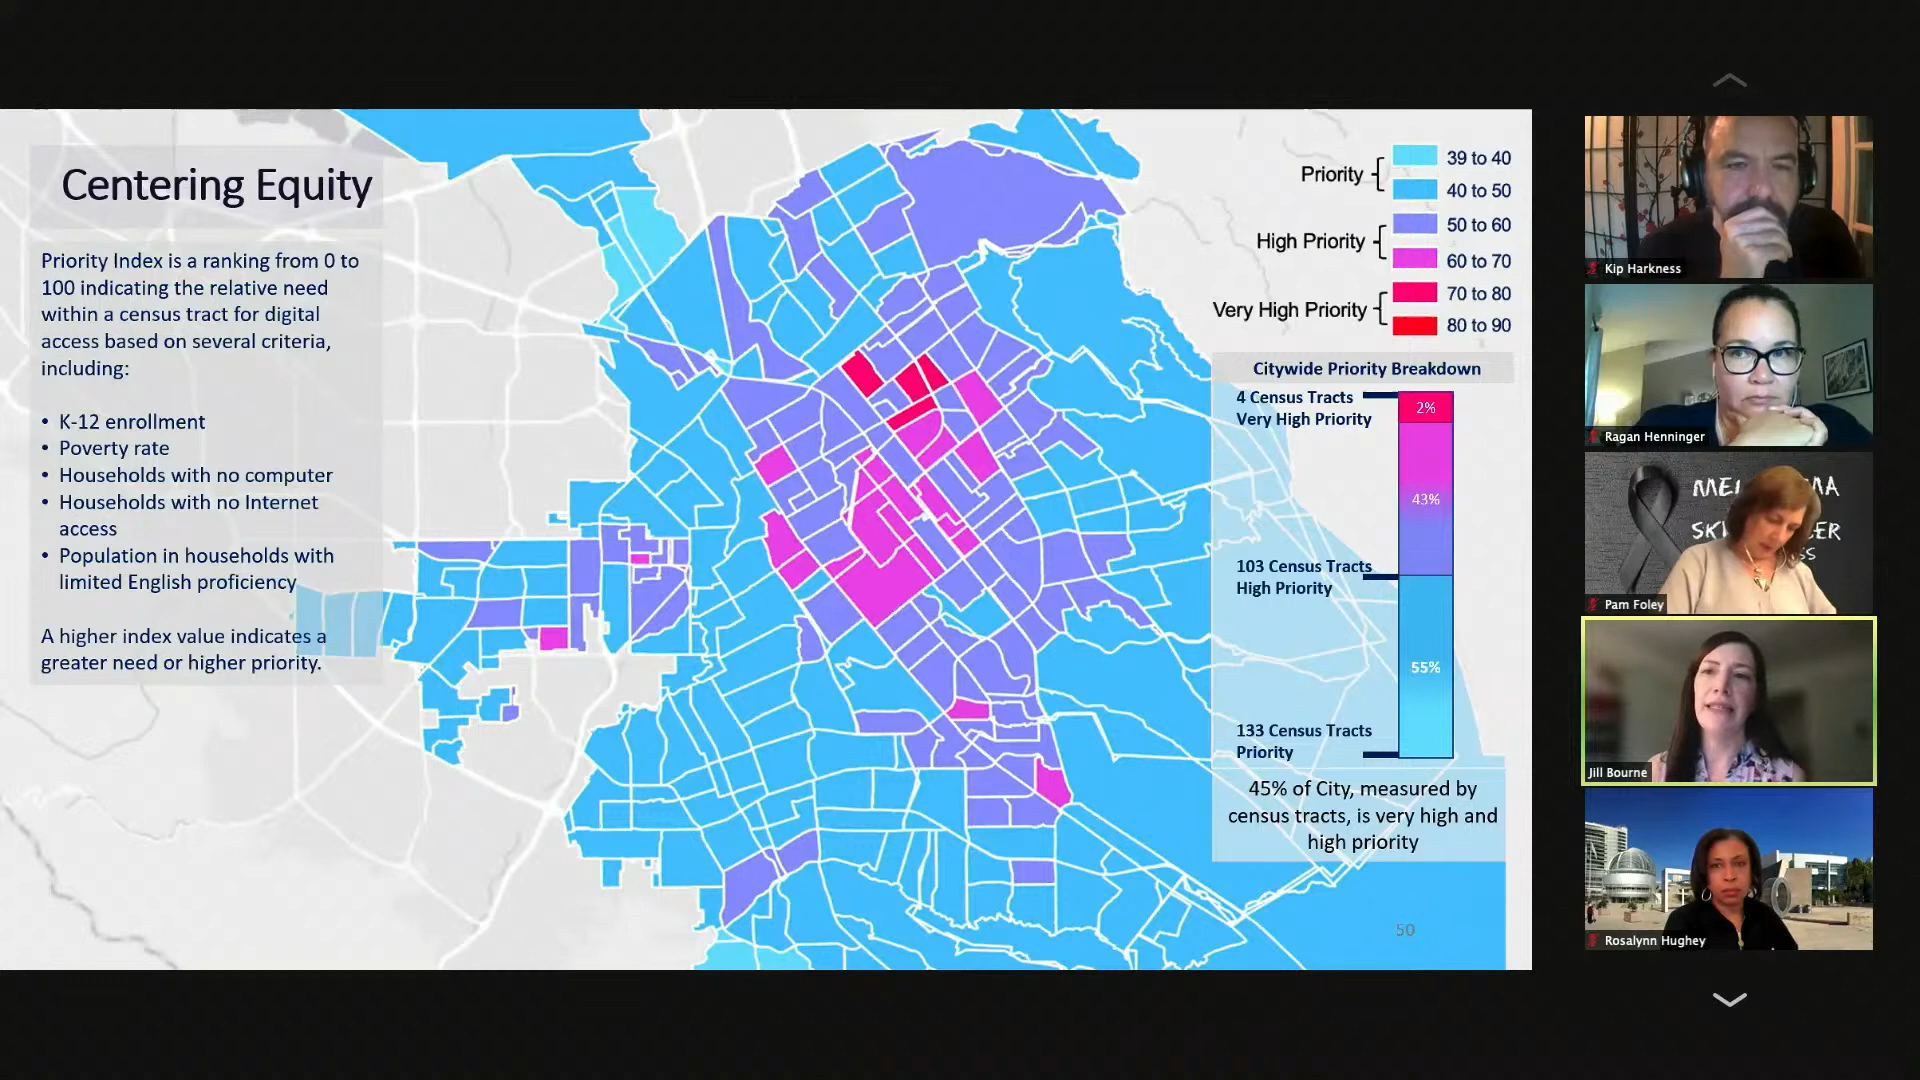 Centering Equity
Priority Index is a ranking from 0 to
100 indicating the relative need
within a census tract for digital
access based on several criteria,
including:
• K-12 enrollment
• Poverty rate
• Households with no computer
• Households with no Internet
access
• Population in households with
limited English proficiency
A higher index value indicates a
greater need or higher priority.
Priority
39 to 40
40 to 50
High Priority
50 to 60
60 to 70
Very High Priority
70 to 80
80 to 90
Citywide Priority Breakdown
4 Census Tracts
Very High Priority
2%
43%
103 Census Tracts
High Priority
55%
133 Census Tracts
Priority
45% of City, measured by
census tracts, is very high and
high priority
50
Kip Harkness
Ragan Henninger
Pam Foley
Jill Bourne
Rosalynn Hughey